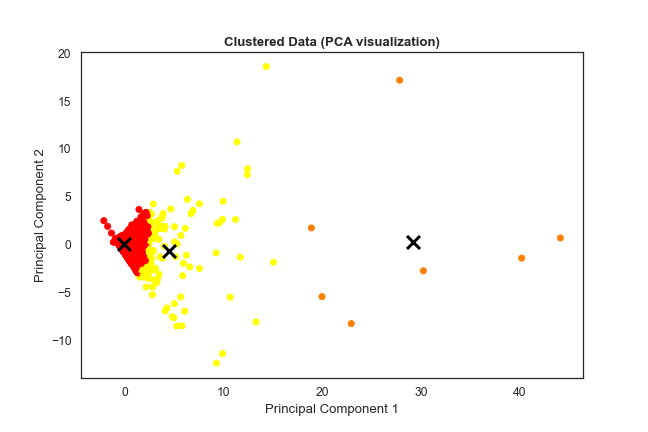 Clustered Data (PCA visualization)
20
15
10
5
0
−5
−10
Principal Component 2
0 10 20 30 40
Principal Component 1